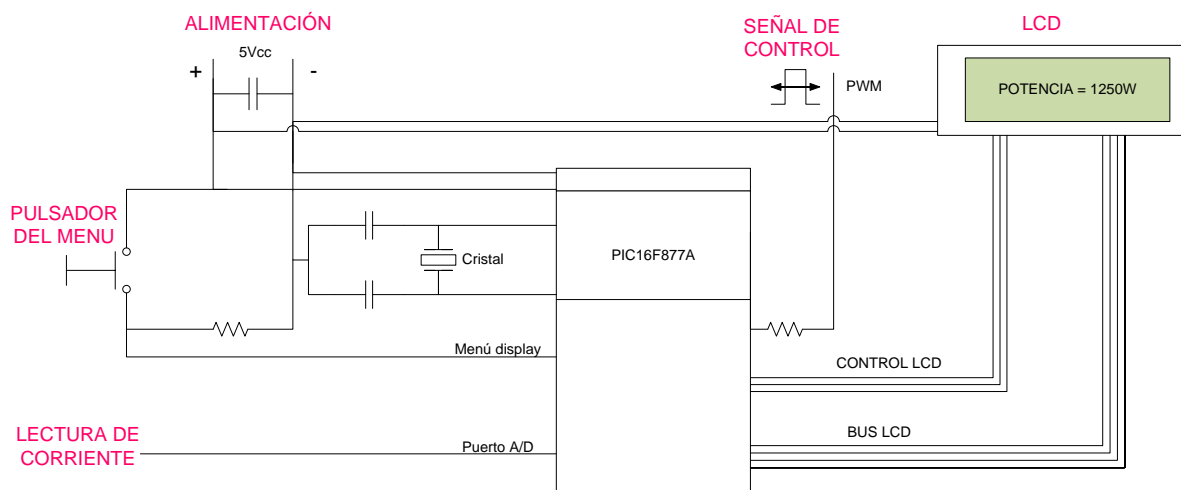 ALIMENTACIÓN
5Vcc
+
-
SEÑAL DE
CONTROL
PWM
LCD
POTENCIA = 1250W
PULSADOR
DEL MENU
Cristal
PIC16F877A
Menú display
CONTROL LCD
LECTURA DE
CORRIENTE
Puerto A/D
BUS LCD